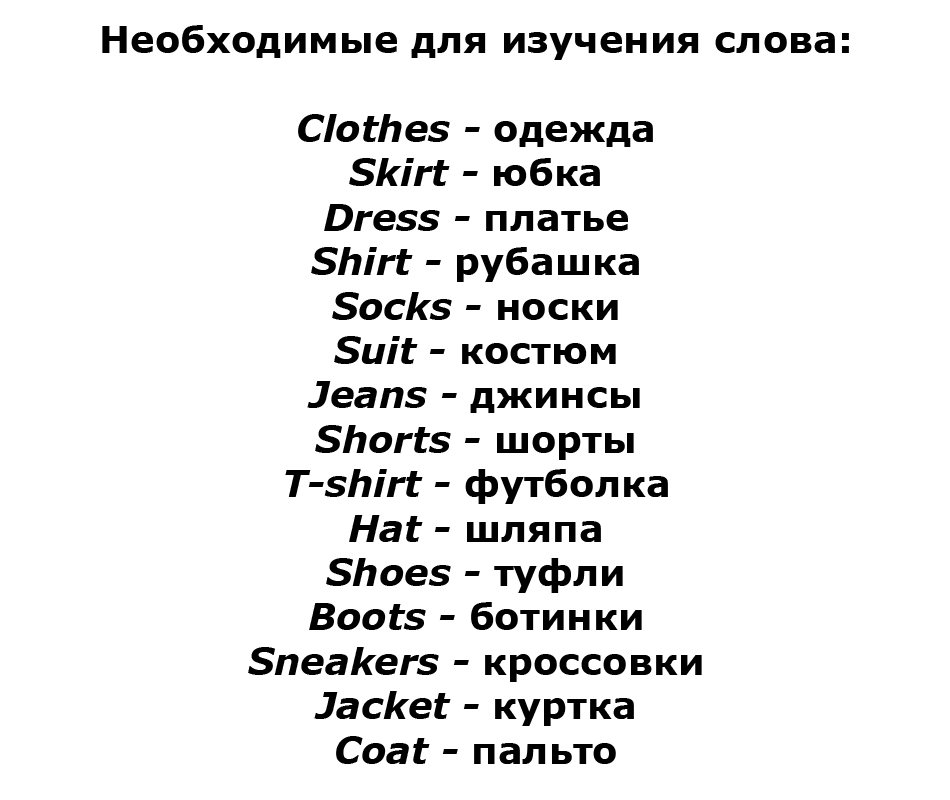 Необходимые для изучения слова:
Clothes - одежда
Skirt - юбка
Dress - платье
Shirt - рубашка
Socks - носки
Suit - костюм
Jeans - джинсы
Shorts - шорты
T-shirt - футболка
Hat - шляпа
Shoes - туфли
Boots - ботинки
Sneakers - кроссовки
Jacket - куртка
Coat - пальто